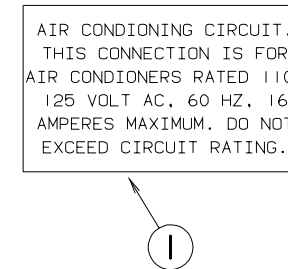 AIR CONDIONING CIRCUIT.
THIS CONNECTION IS FOR
AIR CONDIONERS RATED 110
125 VOLT AC, 60 HZ, 16
AMPERES MAXIMUM. DO NOT
EXCEED CIRCUIT RATING.
1